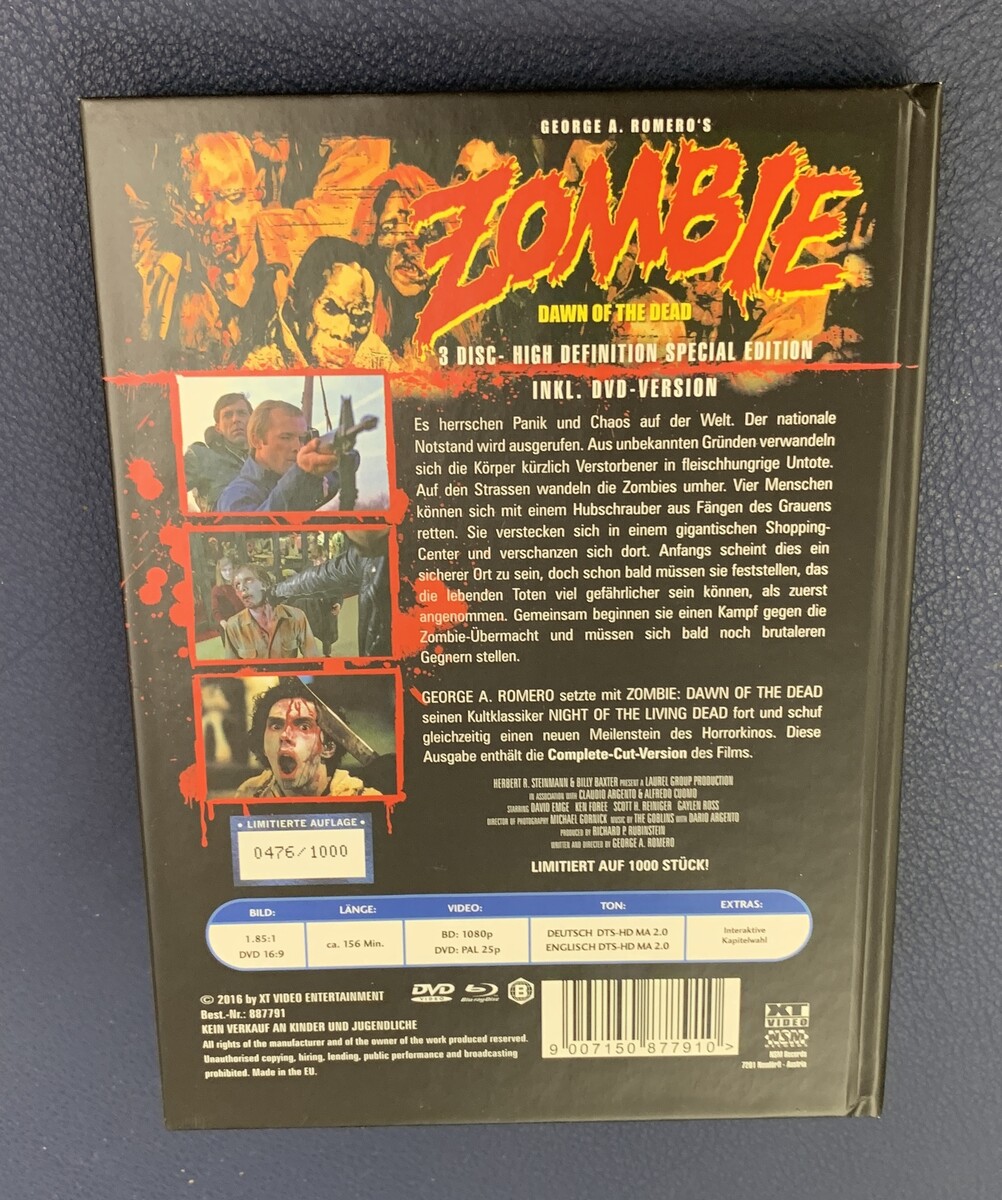 GEORGE A. ROMERO'S
ZOMBIE
DAWN OF THE DEAD
3 DISC- HIGH DEFINITION SPECIAL EDITION
INKL. DVD-VERSION
Es herrschen Panik und Chaos auf der Welt. Der nationale
Notstand wird ausgerufen. Aus unbekannten Gründen verwandeln
sich die Körper kürzlich Verstorbener in fleischhungrige Untote.
Auf den Strassen wandeln die Zombies umher. Vier Menschen
können sich mit einem Hubschrauber aus Fängen des Grauens
retten. Sie verstecken sich in einem gigantischen Shopping-
Center und verschanzen sich dort. Anfangs scheint dies ein
sicherer Ort zu sein, doch schon bald müssen sie feststellen, das
die lebenden Toten viel gefährlicher sein können, als zuerst
angenommen. Gemeinsam beginnen sie einen Kampf gegen die
Zombie-Übermacht und müssen sich bald noch brutaleren
Gegnern stellen.
GEORGE A. ROMERO setzte mit ZOMBIE: DAWN OF THE DEAD
seinen Kultklassiker NIGHT OF THE LIVING DEAD fort und schuf
gleichzeitig einen neuen Meilenstein des Horrorkinos. Diese
Ausgabe enthält die Complete-Cut-Version des Films.
HERBERT R. STEINMANN & BILLY BAXTER PRESENT A LAUREL GROUP PRODUCTION
IN ASSOCIATION WITH CLAUDIO ARGENTO & ALFREDO CUOMO
STARRING DAVID EMGE KEN FOREE SCOTT H. REINIGER GAYLEN ROSS
DIRECTOR OF PHOTOGRAPHY MICHAEL GORNICK MUSIC BY THE GOBLINS WITH DARIO ARGENTO
PRODUCED BY RICHARD P. RUBINSTEIN
WRITTEN AND DIRECTED BY GEORGE A. ROMERO
LIMITIERT AUF 1000 STÜCK!
• LIMITIERTE AUFLAGE •
0476/1000
BILD: LÄNGE: VIDEO: TON: EXTRAS:
1.85:1 ca. 156 Min. BD: 1080p DEUTSCH DTS-HD MA 2.0 Interaktive
DVD 16:9 DVD: PAL 25p ENGLISCH DTS-HD MA 2.0 Kapitelwahl
© 2016 by XT VIDEO ENTERTAINMENT
Best.-Nr.: 887791
KEIN VERKAUF AN KINDER UND JUGENDLICHE
All rights of the manufacturer and of the owner of the work produced reserved.
Unauthorised copying, hiring, lending, public performance and broadcasting
prohibited. Made in the EU.
DVD VIDEO Blu-ray Disc B
9 007150 877910 >
XT
VIDEO
NSM
NSM Records
7201 Neudörfl - Austria